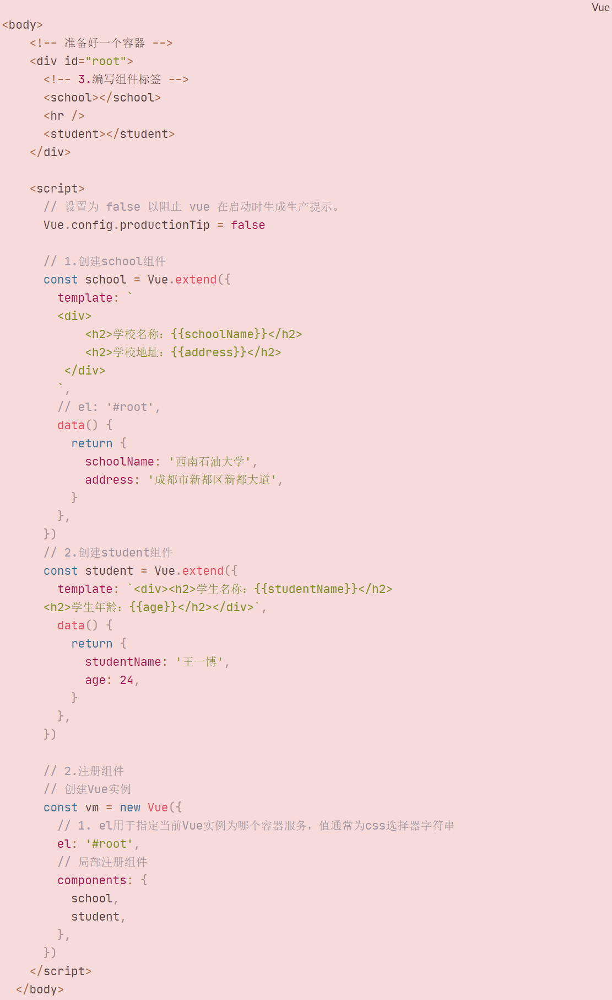 Vue
<body>
    <!-- 准备好一个容器 -->
    <div id="root">
      <!-- 3.编写组件标签 -->
      <school></school>
      <hr />
      <student></student>
    </div>

    <script>
      // 设置为 false 以阻止 vue 在启动时生成生产提示。
      Vue.config.productionTip = false

      // 1.创建school组件
      const school = Vue.extend({
        template: `
        <div>
            <h2>学校名称：{{schoolName}}</h2>
            <h2>学校地址：{{address}}</h2>
         </div>
        `,
        // el: '#root',
        data() {
          return {
            schoolName: '西南石油大学',
            address: '成都市新都区新都大道',
          }
        },
      })
      // 2.创建student组件
      const student = Vue.extend({
        template: `<div><h2>学生名称：{{studentName}}</h2>
      <h2>学生年龄：{{age}}</h2></div>`,
        data() {
          return {
            studentName: '王一博',
            age: 24,
          }
        },
      })

      // 2.注册组件
      // 创建Vue实例
      const vm = new Vue({
        // 1. el用于指定当前Vue实例为哪个容器服务，值通常为css选择器字符串
        el: '#root',
        // 局部注册组件
        components: {
          school,
          student,
        },
      })
    </script>
  </body>